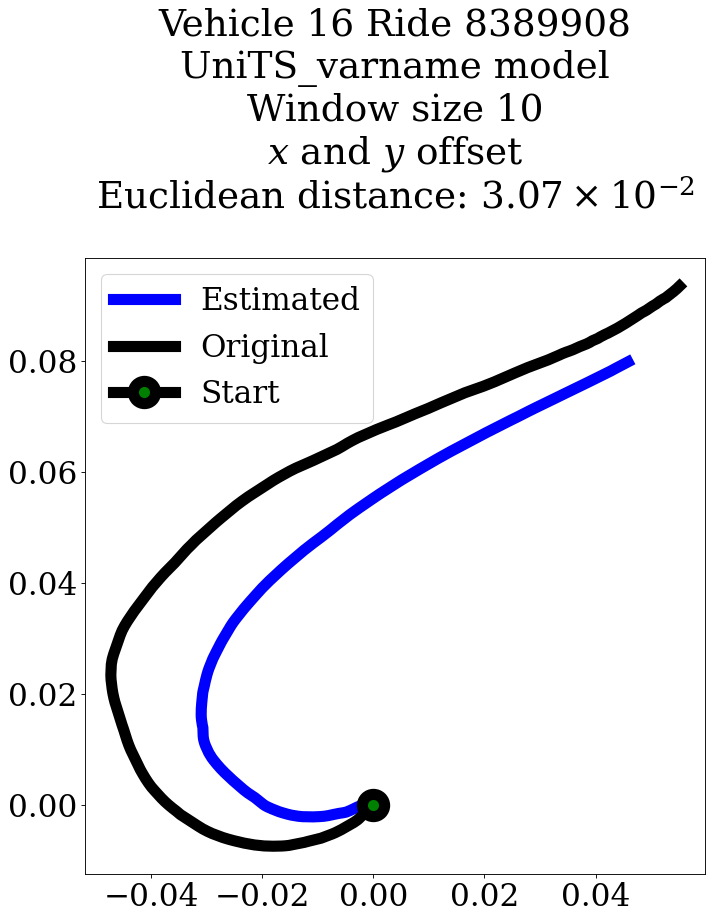 Vehicle 16 Ride 8389908
UniTS_varname model
Window size 10
x and y offset
Euclidean distance: 3.07 × 10⁻²
Estimated
Original
Start
0.08
0.06
0.04
0.02
0.00
−0.04 −0.02 0.00 0.02 0.04